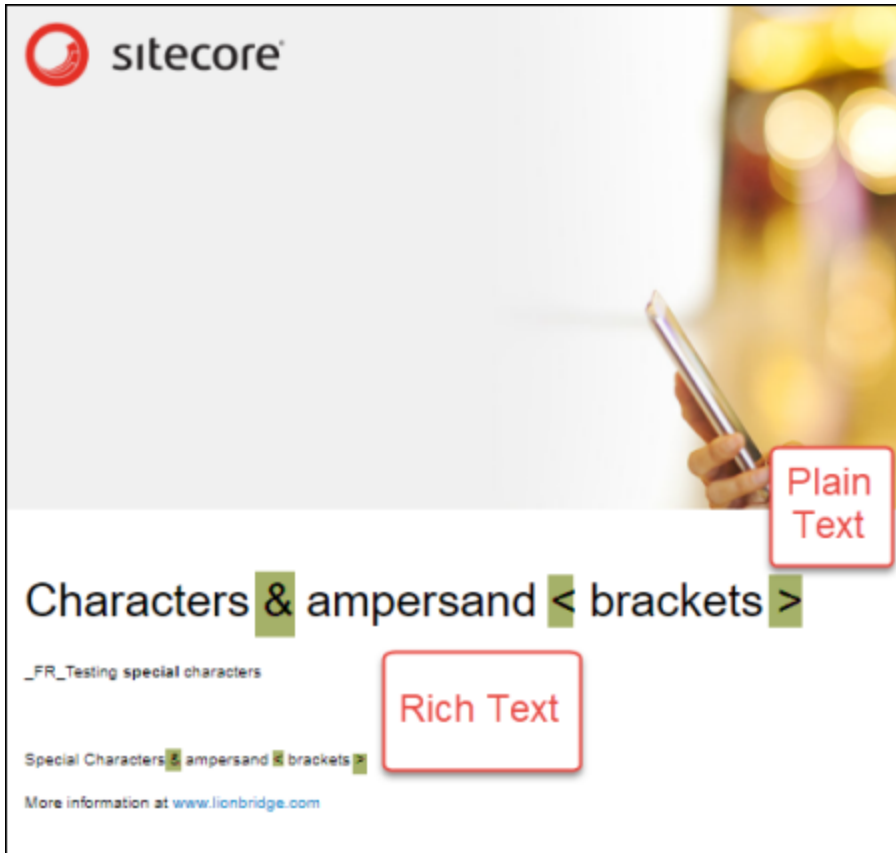 sitecore
Plain
Text
Characters & ampersand < brackets >
_FR_Testing special characters
Rich Text
Special Characters & ampersand < brackets >
More information at www.lionbridge.com